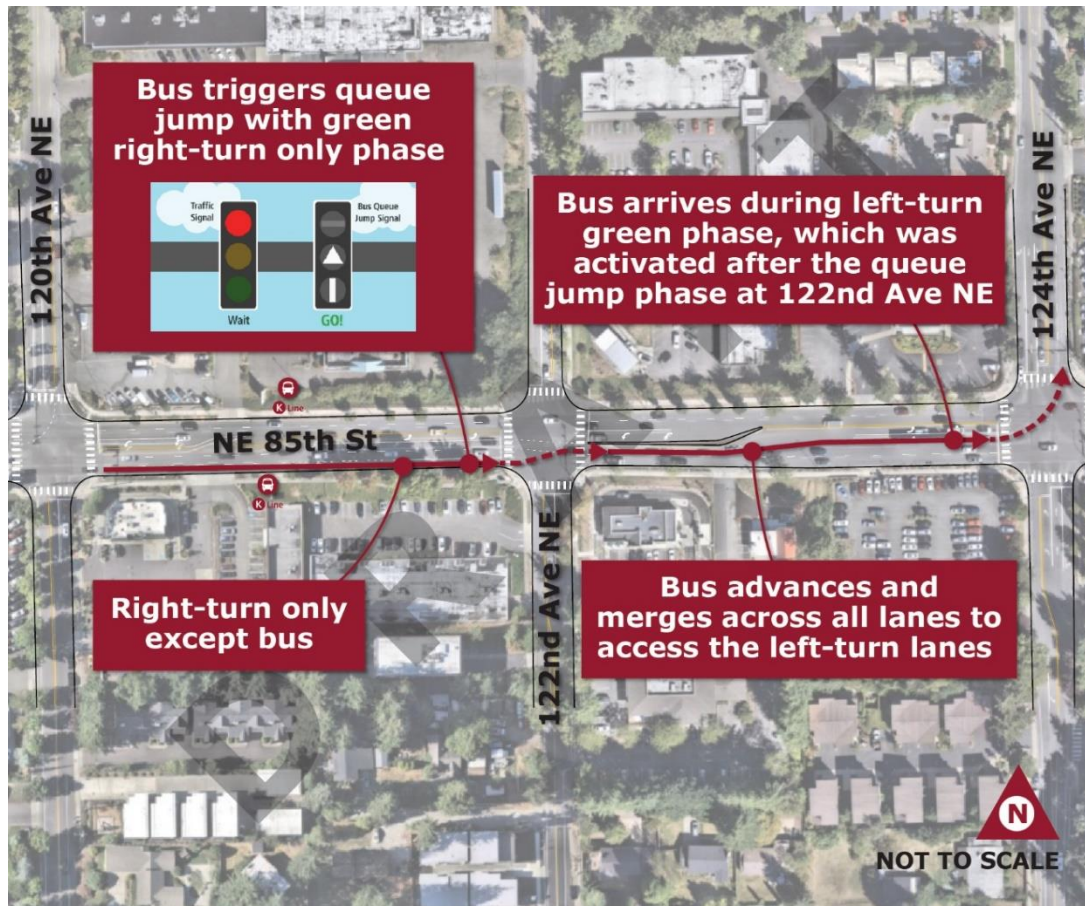 Bus triggers queue
jump with green
right-turn only phase
Traffic
Signal
Bus Queue
Jump Signal
Wait
GO!
Bus arrives during left-turn
green phase, which was
activated after the queue
jump phase at 122nd Ave NE
120th Ave NE
124th Ave NE
K Line
NE 85th St
K Line
122nd Ave NE
Right-turn only
except bus
Bus advances and
merges across all lanes to
access the left-turn lanes
N
NOT TO SCALE
DRAFT